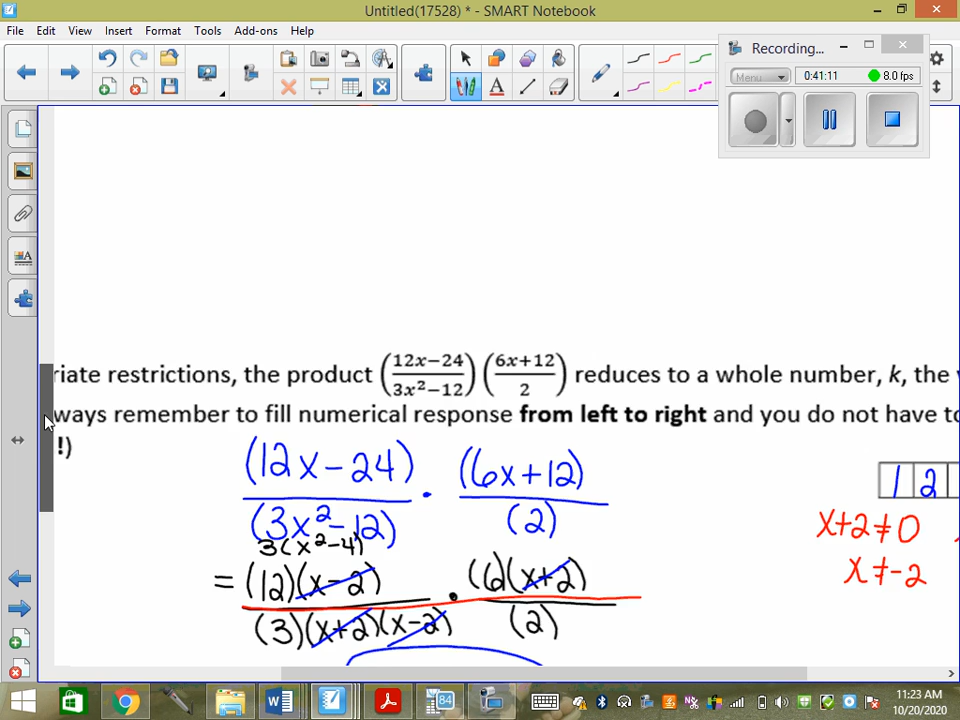 Untitled(17528) * - SMART Notebook
File Edit View Insert Format Tools Add-ons Help
Recording...
Menu 0:41:11 8.0 fps
riate restrictions, the product ((12x−24)/(3x²−12)) ((6x+12)/2) reduces to a whole number, k, the
ways remember to fill numerical response from left to right and you do not have to
!)
(12x-24)/(3x²-12) · (6x+12)/(2)
3(x²-4)
= (12)(x-2)/(3)(x+2)(x-2) · (6)(x+2)/(2)
1 2
x+2≠0
x≠-2
84
11:23 AM
10/20/2020